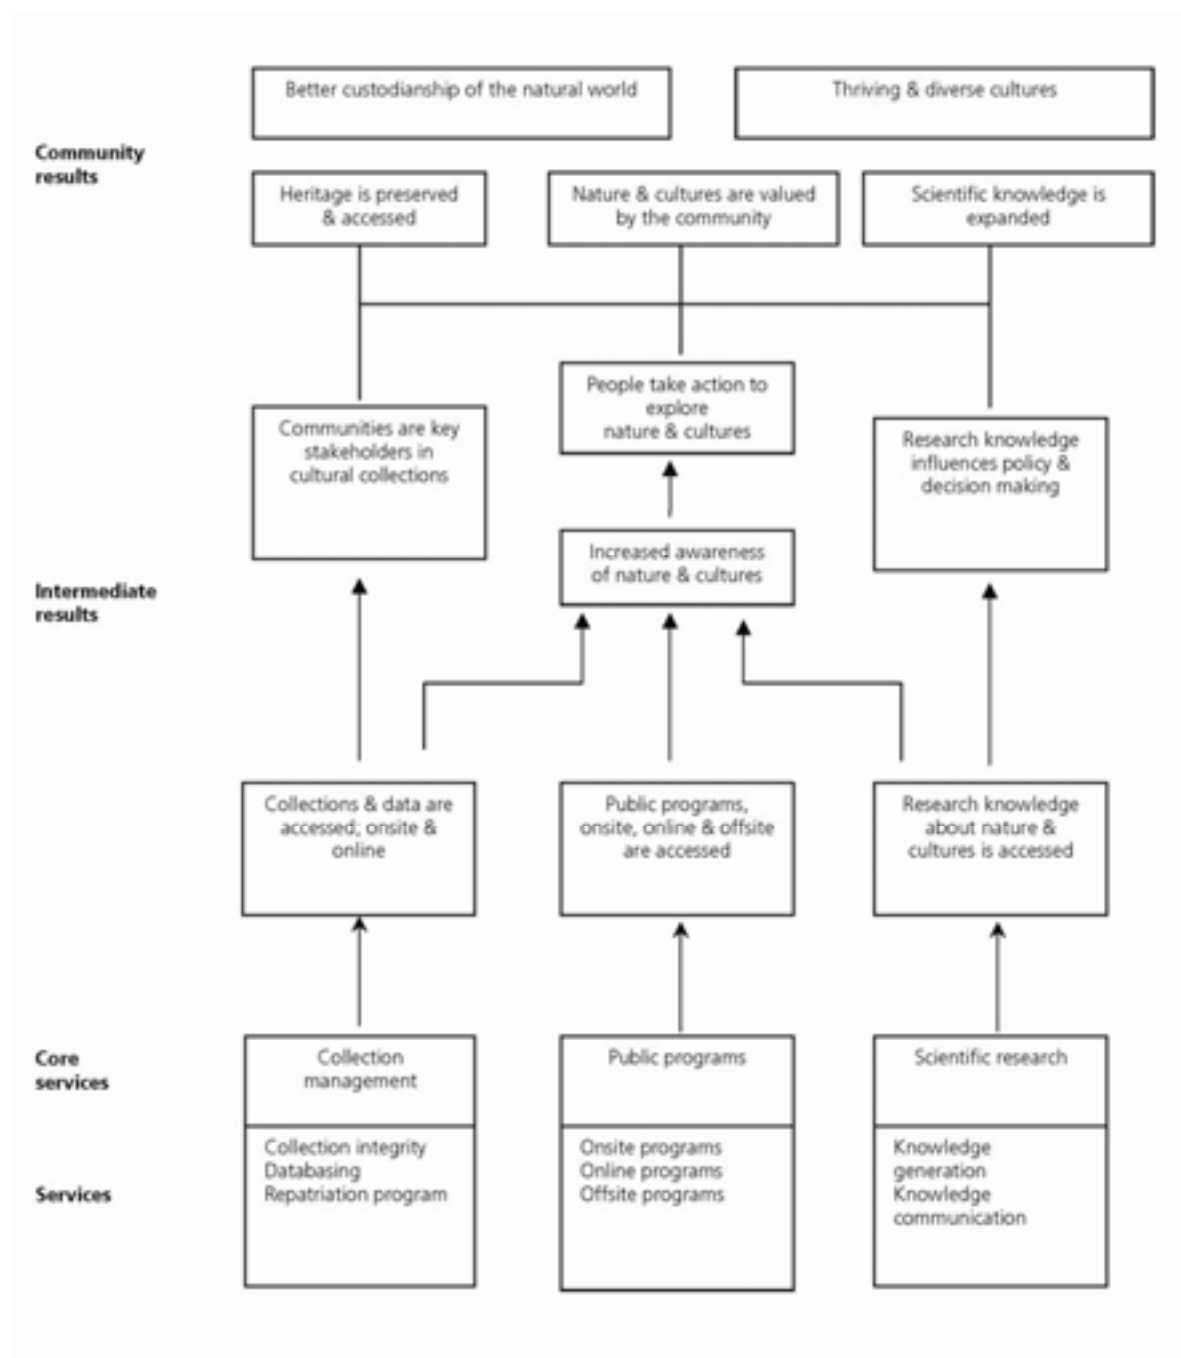 Better custodianship of the natural world
Thriving & diverse cultures
Community
results
Heritage is preserved
& accessed
Nature & cultures are valued
by the community
Scientific knowledge is
expanded
People take action to
explore
nature & cultures
Communities are key
stakeholders in
cultural collections
Research knowledge
influences policy &
decision making
Increased awareness
of nature & cultures
Intermediate
results
Collections & data are
accessed; onsite &
online
Public programs,
onsite, online & offsite
are accessed
Research knowledge
about nature &
cultures is accessed
Core
services
Collection
management
Public programs
Scientific research
Services
Collection integrity
Databasing
Repatriation program
Onsite programs
Online programs
Offsite programs
Knowledge
generation
Knowledge
communication